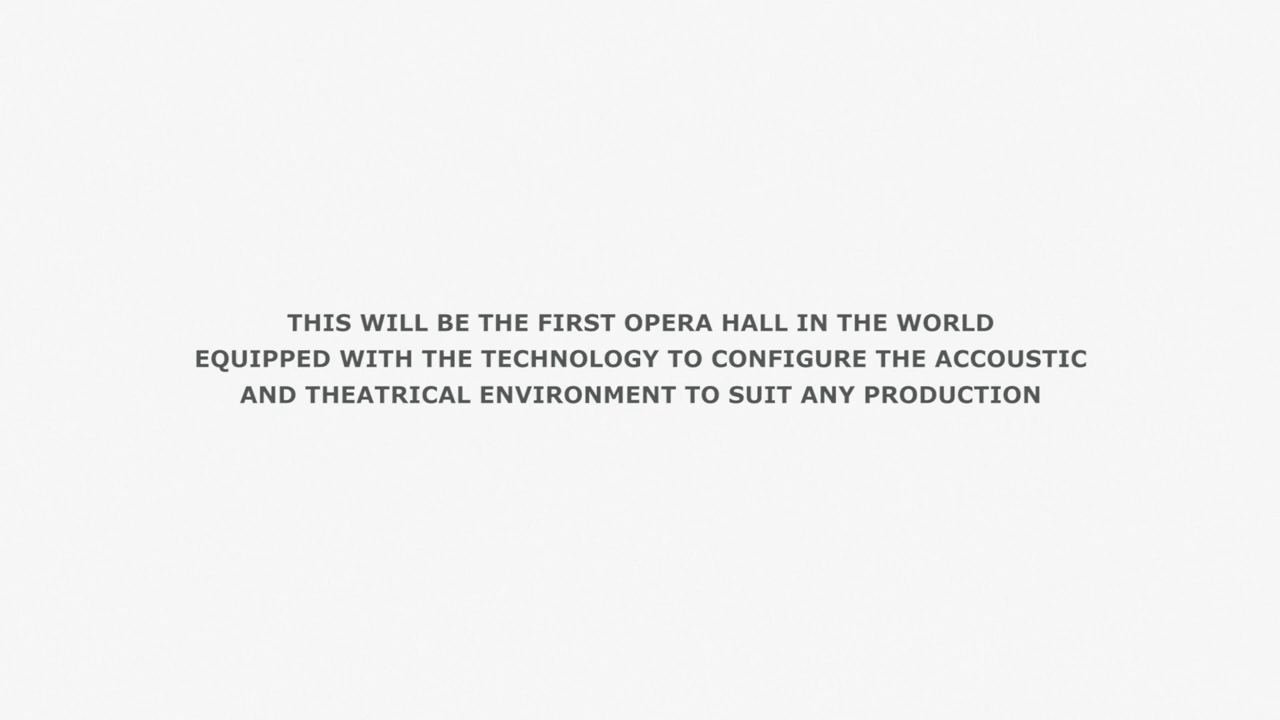 THIS WILL BE THE FIRST OPERA HALL IN THE WORLD
EQUIPPED WITH THE TECHNOLOGY TO CONFIGURE THE ACCOUSTIC
AND THEATRICAL ENVIRONMENT TO SUIT ANY PRODUCTION